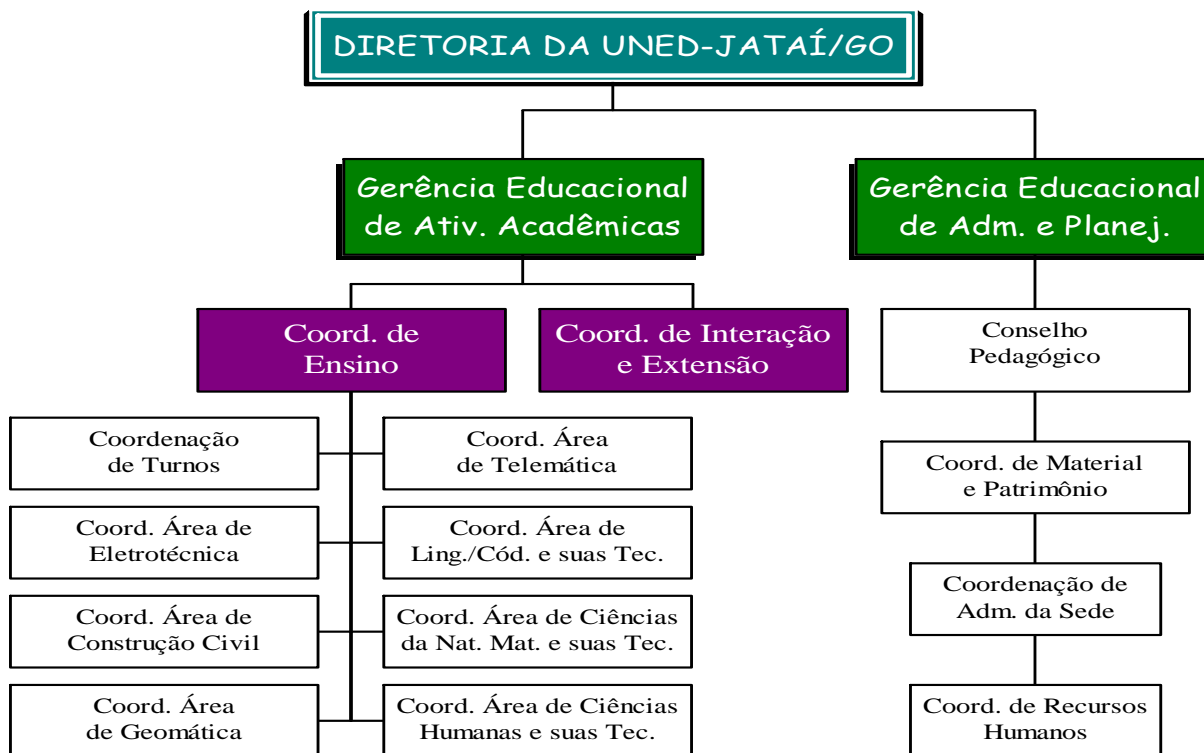 DIRETORIA DA UNED-JATAÍ/GO
Gerência Educacional
de Ativ. Acadêmicas
Gerência Educacional
de Adm. e Planej.
Coord. de
Ensino
Coord. de Interação
e Extensão
Conselho
Pedagógico
Coordenação
de Turnos
Coord. Área
de Telemática
Coord. de Material
e Patrimônio
Coord. Área de
Eletrotécnica
Coord. Área de
Ling./Cód. e suas Tec.
Coordenação de
Adm. da Sede
Coord. Área de
Construção Civil
Coord. Área de Ciências
da Nat. Mat. e suas Tec.
Coord. Área
de Geomática
Coord. Área de Ciências
Humanas e suas Tec.
Coord. de Recursos
Humanos